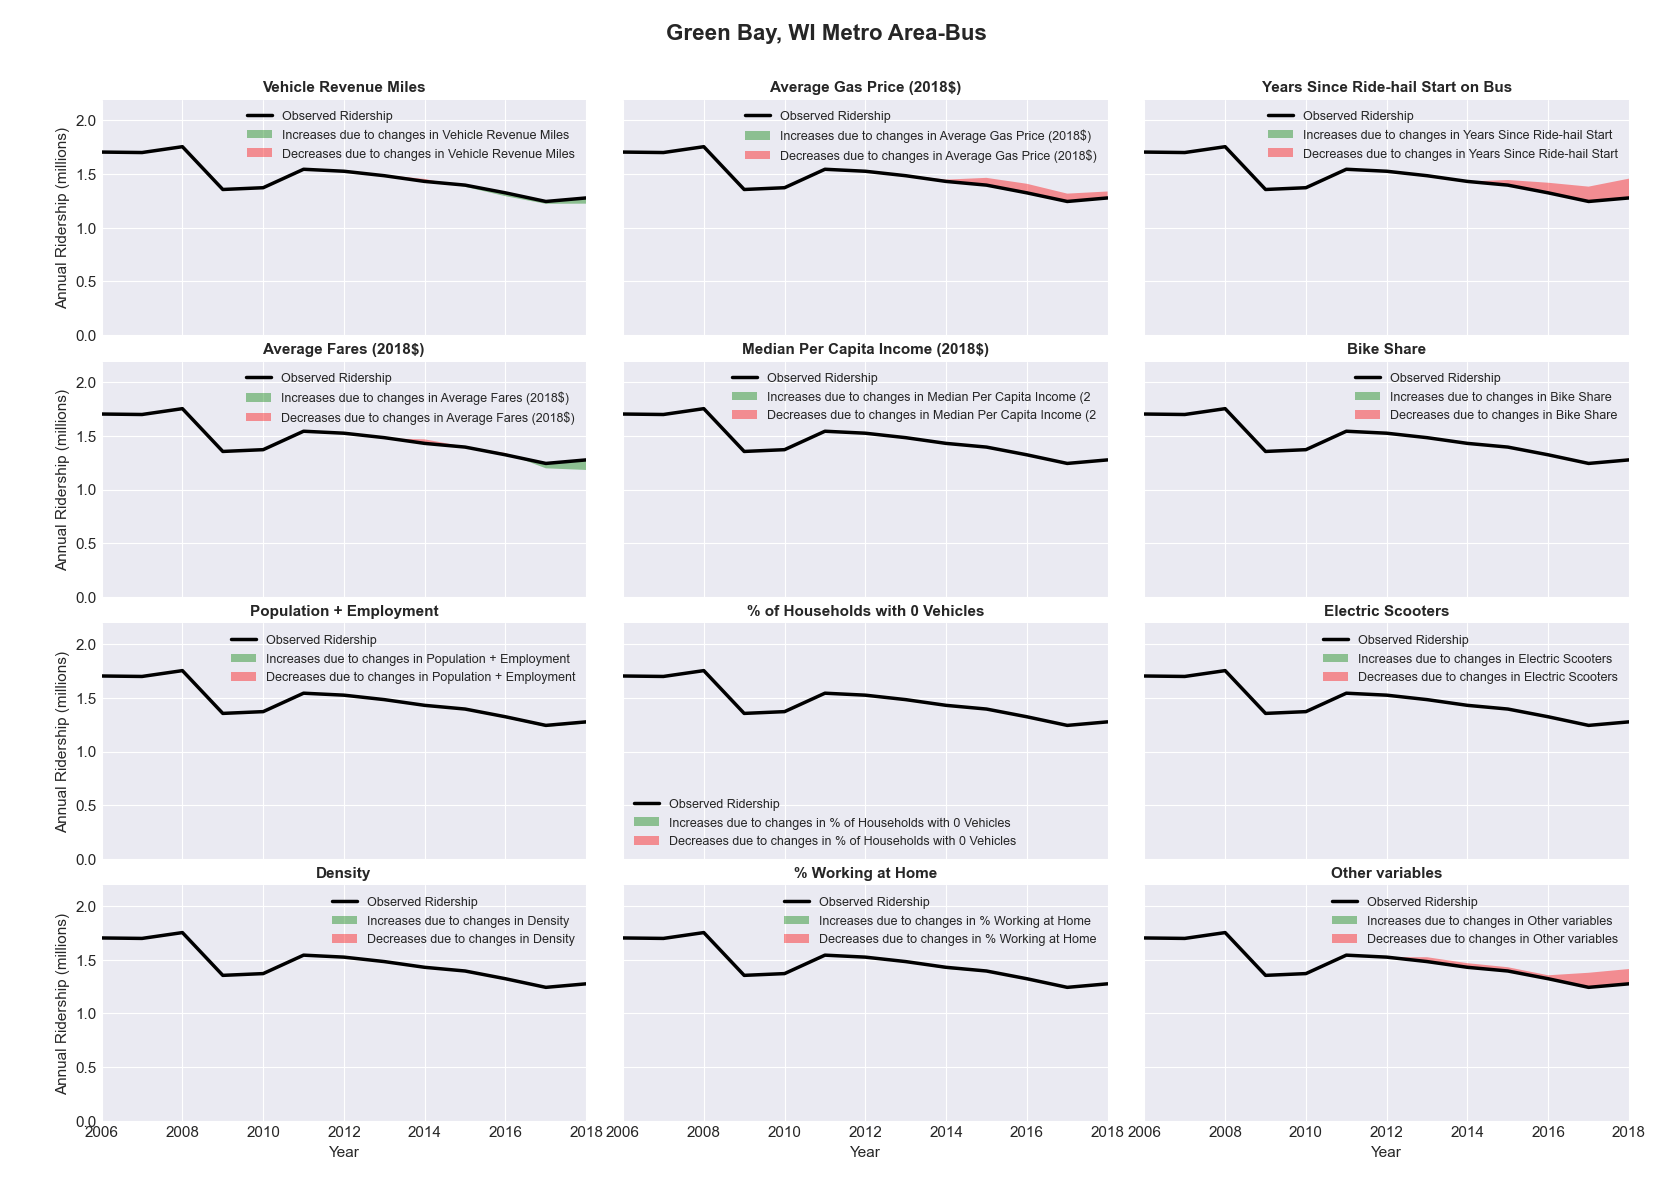 Green Bay, WI Metro Area-Bus
Vehicle Revenue Miles
Observed Ridership
Increases due to changes in Vehicle Revenue Miles
Decreases due to changes in Vehicle Revenue Miles
2.0
1.5
1.0
0.5
0.0
Annual Ridership (millions)
Average Gas Price (2018$)
Observed Ridership
Increases due to changes in Average Gas Price (2018$)
Decreases due to changes in Average Gas Price (2018$)
Years Since Ride-hail Start on Bus
Observed Ridership
Increases due to changes in Years Since Ride-hail Start
Decreases due to changes in Years Since Ride-hail Start
Average Fares (2018$)
Observed Ridership
Increases due to changes in Average Fares (2018$)
Decreases due to changes in Average Fares (2018$)
2.0
1.5
1.0
0.5
0.0
Annual Ridership (millions)
Median Per Capita Income (2018$)
Observed Ridership
Increases due to changes in Median Per Capita Income (2
Decreases due to changes in Median Per Capita Income (2
Bike Share
Observed Ridership
Increases due to changes in Bike Share
Decreases due to changes in Bike Share
Population + Employment
Observed Ridership
Increases due to changes in Population + Employment
Decreases due to changes in Population + Employment
2.0
1.5
1.0
0.5
0.0
Annual Ridership (millions)
% of Households with 0 Vehicles
Observed Ridership
Increases due to changes in % of Households with 0 Vehicles
Decreases due to changes in % of Households with 0 Vehicles
Electric Scooters
Observed Ridership
Increases due to changes in Electric Scooters
Decreases due to changes in Electric Scooters
Density
Observed Ridership
Increases due to changes in Density
Decreases due to changes in Density
2.0
1.5
1.0
0.5
0.0
Annual Ridership (millions)
2006 2008 2010 2012 2014 2016 2018
Year
% Working at Home
Observed Ridership
Increases due to changes in % Working at Home
Decreases due to changes in % Working at Home
2006 2008 2010 2012 2014 2016 2018
Year
Other variables
Observed Ridership
Increases due to changes in Other variables
Decreases due to changes in Other variables
2006 2008 2010 2012 2014 2016 2018
Year